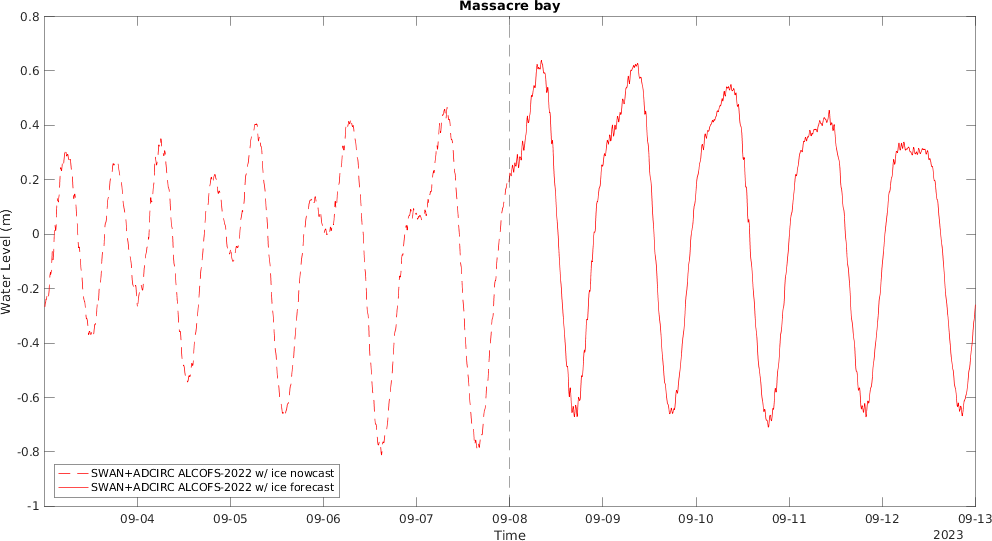 Massacre bay
Water Level (m)
0.8
0.6
0.4
0.2
0
-0.2
-0.4
-0.6
-0.8
-1
SWAN+ADCIRC ALCOFS-2022 w/ ice nowcast
SWAN+ADCIRC ALCOFS-2022 w/ ice forecast
09-04 09-05 09-06 09-07 09-08 09-09 09-10 09-11 09-12 09-13
Time
2023